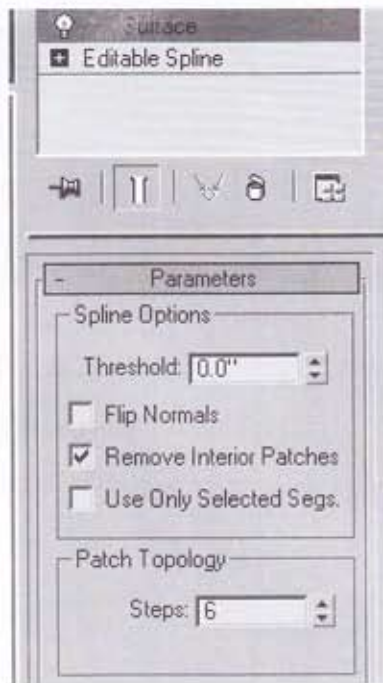 Surface
Editable Spline
- Parameters
Spline Options
Threshold: 0.0"
Flip Normals
Remove Interior Patches
Use Only Selected Segs.
Patch Topology
Steps: 6